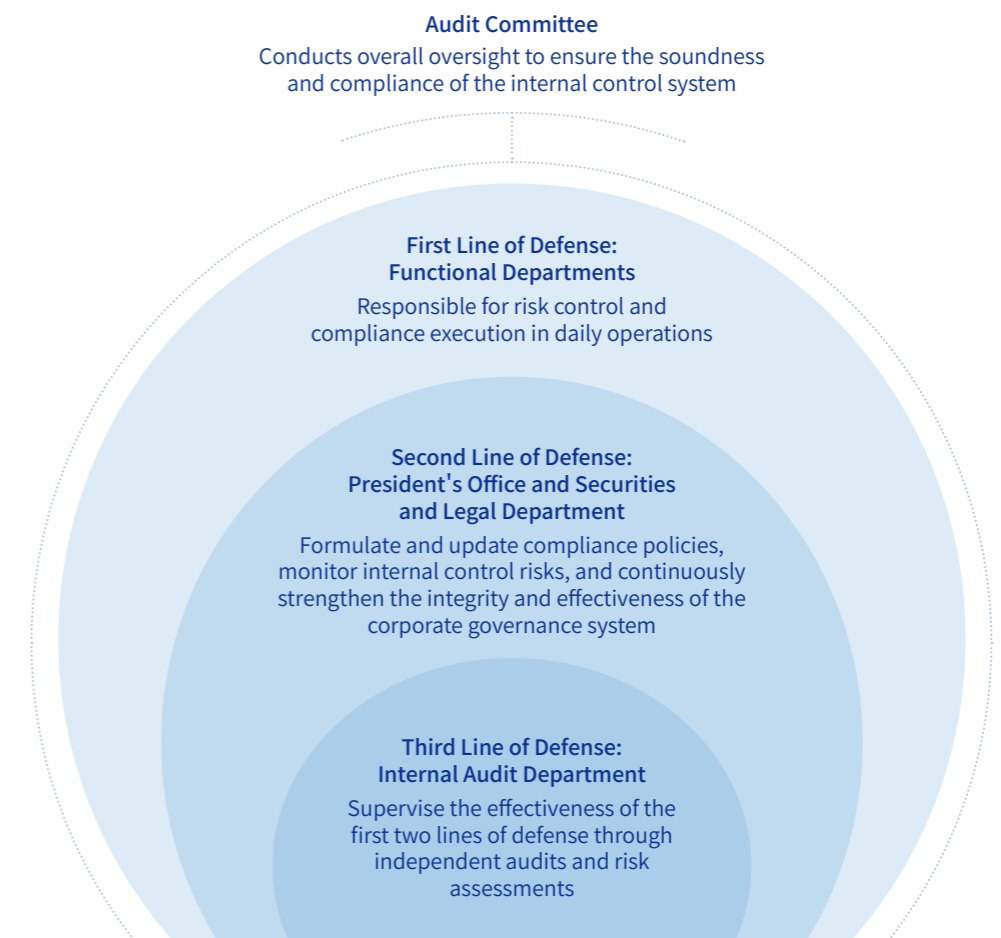 Audit Committee
Conducts overall oversight to ensure the soundness
and compliance of the internal control system
First Line of Defense:
Functional Departments
Responsible for risk control and
compliance execution in daily operations
Second Line of Defense:
President's Office and Securities
and Legal Department
Formulate and update compliance policies,
monitor internal control risks, and continuously
strengthen the integrity and effectiveness of the
corporate governance system
Third Line of Defense:
Internal Audit Department
Supervise the effectiveness of the
first two lines of defense through
independent audits and risk
assessments